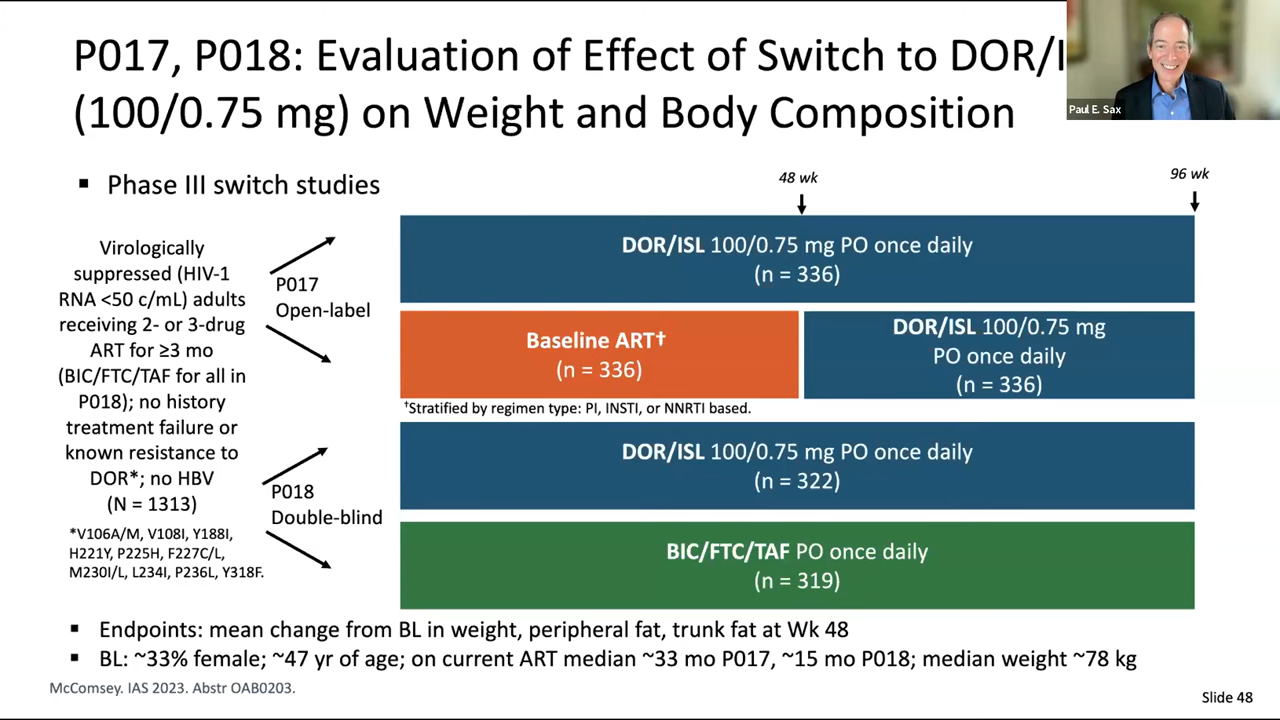 P017, P018: Evaluation of Effect of Switch to DOR/
(100/0.75 mg) on Weight and Body Composition
Paul E. Sax
▪ Phase III switch studies
48 wk
96 wk
Virologically
suppressed (HIV-1
RNA <50 c/mL) adults
receiving 2- or 3-drug
ART for ≥3 mo
(BIC/FTC/TAF for all in
P018); no history
treatment failure or
known resistance to
DOR*; no HBV
(N = 1313)
*V106A/M, V108I, Y188I,
H221Y, P225H, F227C/L,
M230I/L, L234I, P236L, Y318F.
P017
Open-label
DOR/ISL 100/0.75 mg PO once daily
(n = 336)
Baseline ART†
(n = 336)
DOR/ISL 100/0.75 mg
PO once daily
(n = 336)
†Stratified by regimen type: PI, INSTI, or NNRTI based.
P018
Double-blind
DOR/ISL 100/0.75 mg PO once daily
(n = 322)
BIC/FTC/TAF PO once daily
(n = 319)
▪ Endpoints: mean change from BL in weight, peripheral fat, trunk fat at Wk 48
▪ BL: ~33% female; ~47 yr of age; on current ART median ~33 mo P017, ~15 mo P018; median weight ~78 kg
McComsey. IAS 2023. Abstr OAB0203.
Slide 48